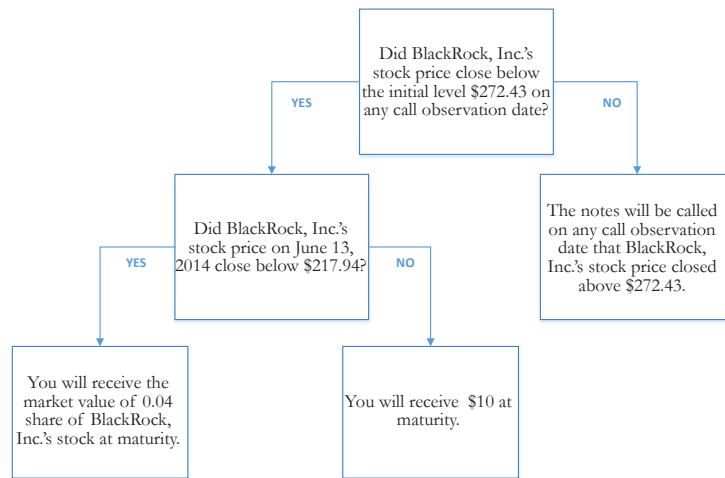 Did BlackRock, Inc.'s
stock price close below
the initial level $272.43 on
any call observation date?
YES
NO
Did BlackRock, Inc.'s
stock price on June 13,
2014 close below $217.94?
The notes will be called
on any call observation
date that BlackRock,
Inc.'s stock price closed
above $272.43.
YES
NO
You will receive the
market value of 0.04
share of BlackRock,
Inc.'s stock at maturity.
You will receive $10 at
maturity.